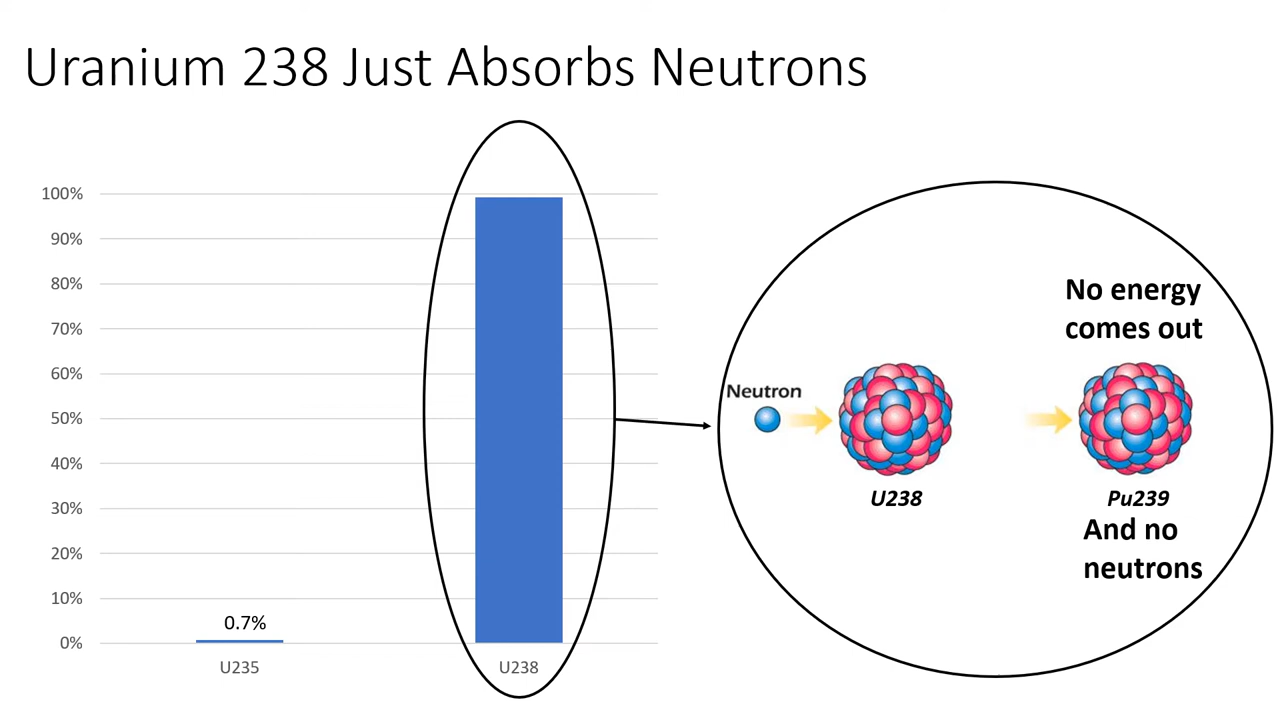 Uranium 238 Just Absorbs Neutrons
100%
90%
80%
70%
60%
50%
40%
30%
20%
10%
0%
0.7%
U235
U238
No energy
comes out
Neutron
U238
Pu239
And no
neutrons